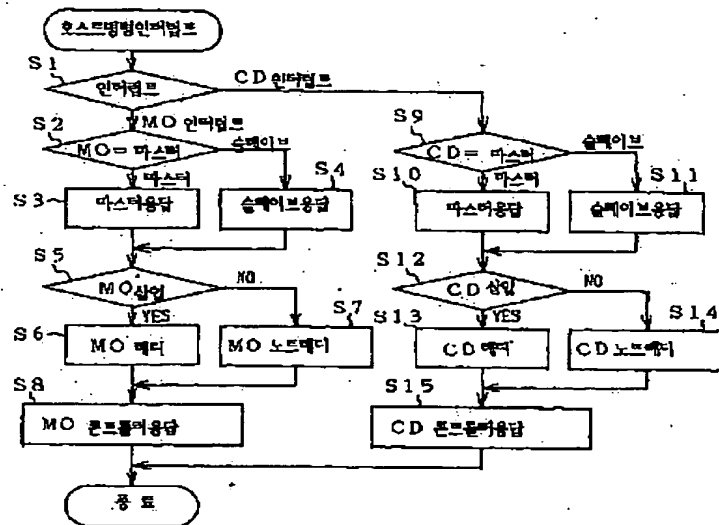 호스트명령인터럽트
S1
인터럽트
CD 인터럽트
MO 인터럽트
S2
MO= 마스터
슬레이브
마스터
S3
마스터응답
S4
슬레이브응답
S5
MO 삽입
NO
YES
S6
MO 레디
S7
MO 노트레디
S8
MO 콘트롤러응답
S9
CD= 마스터
슬레이브
마스터
S10
마스터응답
S11
슬레이브응답
S12
CD 삽입
NO
YES
S13
CD 레디
S14
CD 노트레디
S15
CD 콘트롤러응답
종료